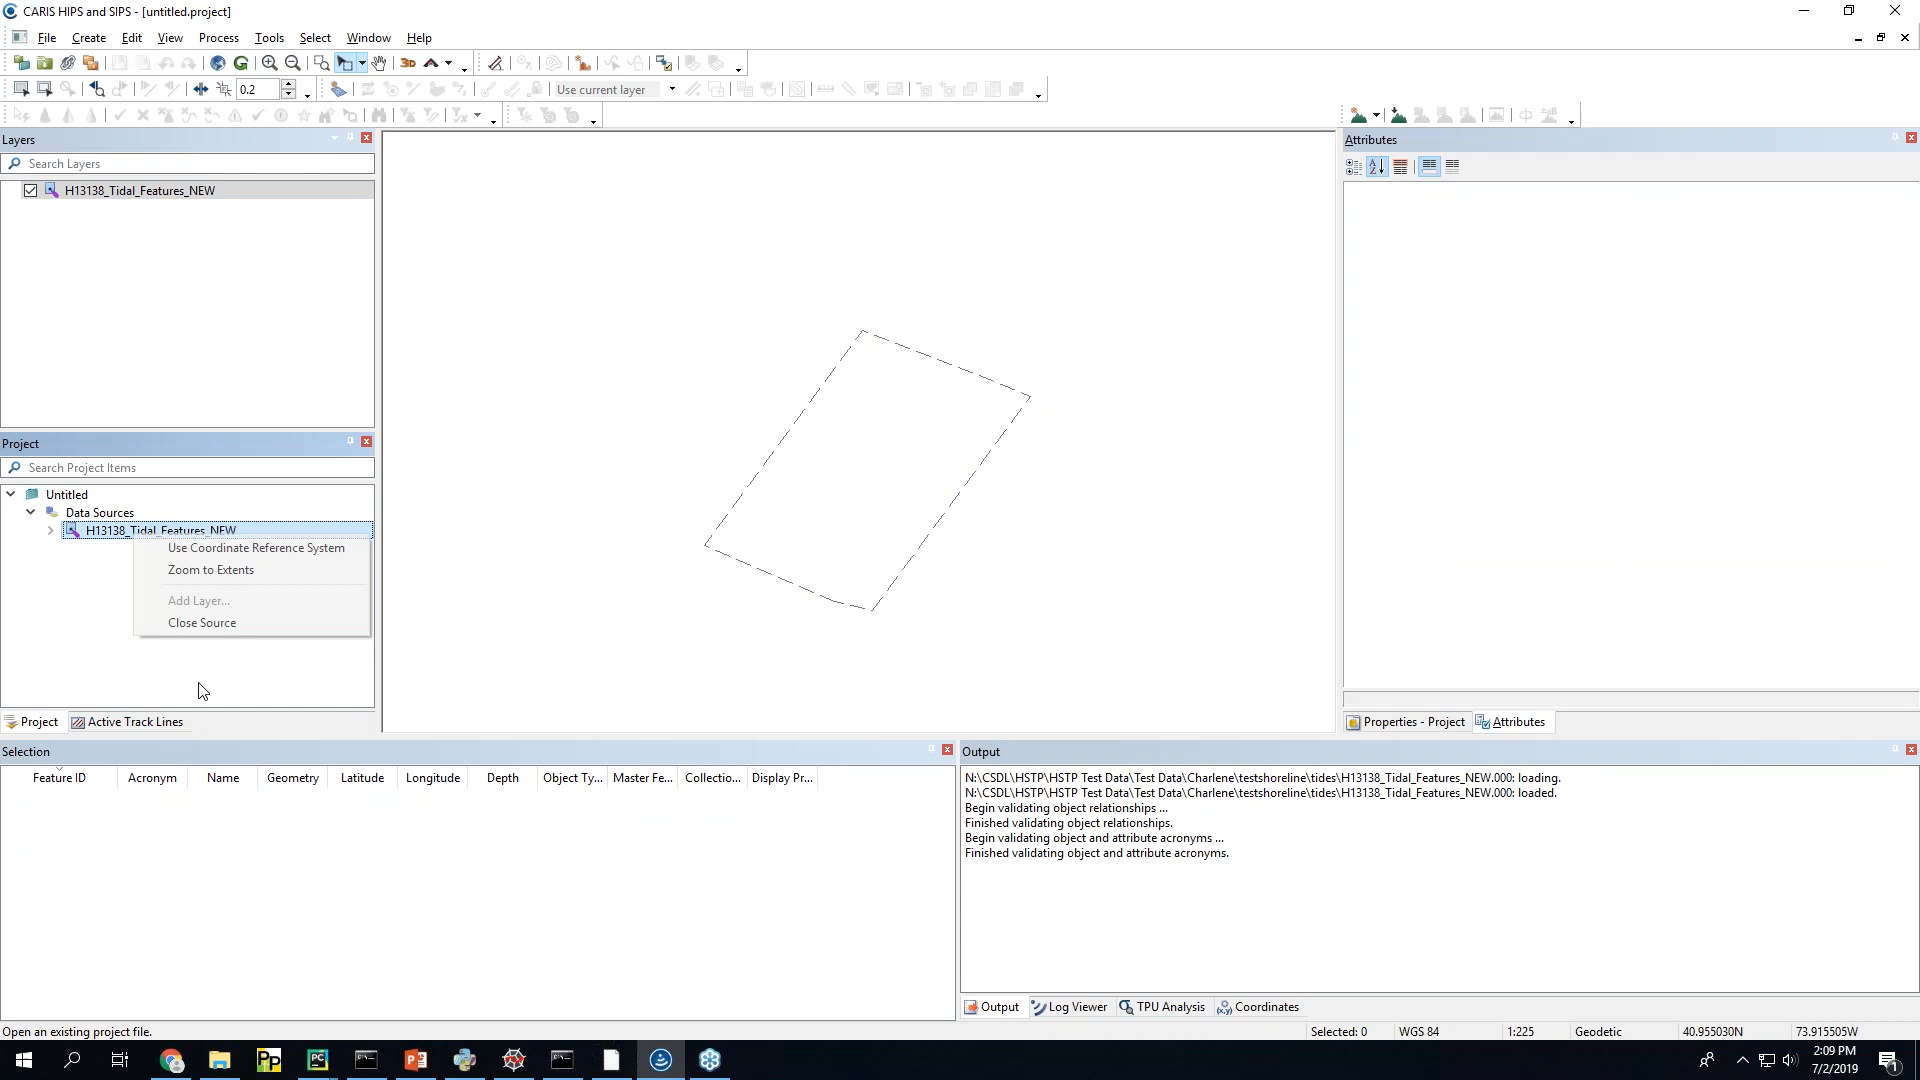 CARIS HIPS and SIPS - [untitled.project]
File Create Edit View Process Tools Select Window Help
3D
0.2
Use current layer
Layers
Search Layers
H13138_Tidal_Features_NEW
Project
Search Project Items
Untitled
Data Sources
H13138_Tidal_Features_NEW
Use Coordinate Reference System
Zoom to Extents
Add Layer...
Close Source
Project Active Track Lines
Attributes
Properties - Project Attributes
Selection
Feature ID Acronym Name Geometry Latitude Longitude Depth Object Ty... Master Fe... Collectio... Display Pr...
Output
N:\CSDL\HSTP\HSTP Test Data\Test Data\Charlene\testshoreline\tides\H13138_Tidal_Features_NEW.000: loading.
N:\CSDL\HSTP\HSTP Test Data\Test Data\Charlene\testshoreline\tides\H13138_Tidal_Features_NEW.000: loaded.
Begin validating object relationships ...
Finished validating object relationships.
Begin validating object and attribute acronyms ...
Finished validating object and attribute acronyms.
Output Log Viewer TPU Analysis Coordinates
Open an existing project file.
Selected: 0 WGS 84 1:225 Geodetic 40.955030N 73.915505W
2:09 PM
7/2/2019